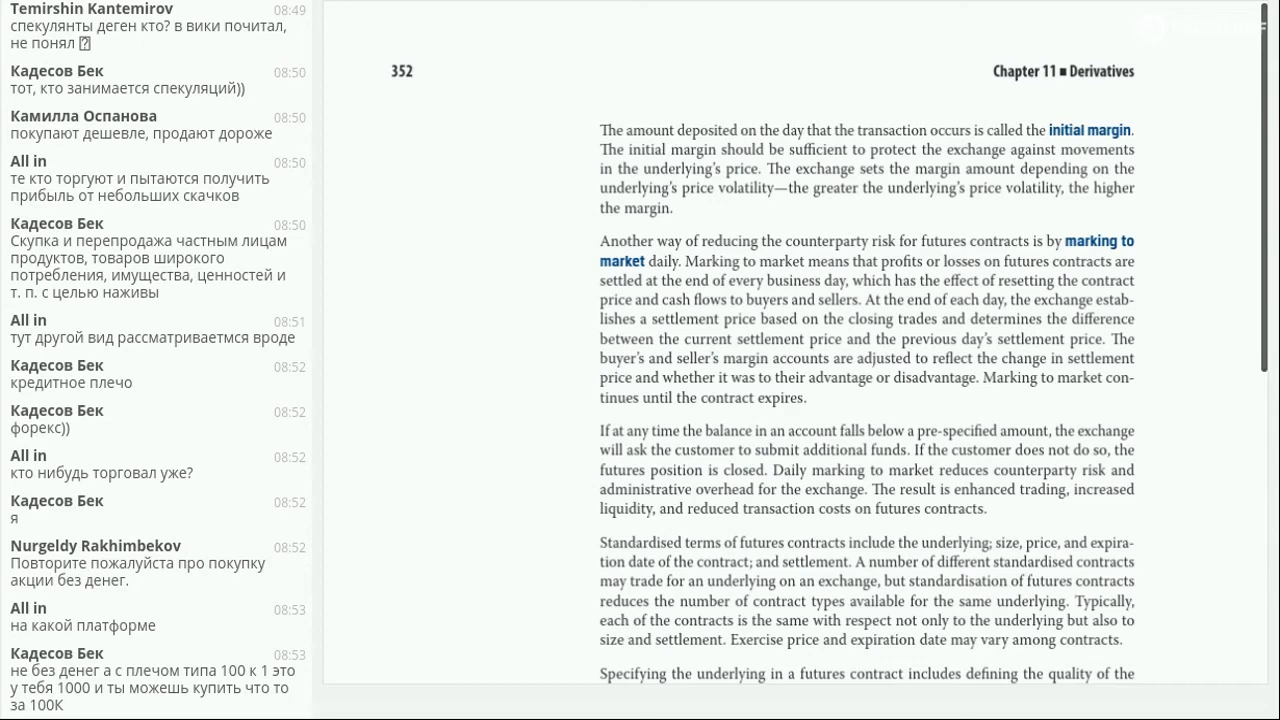 Temirshin Kantemirov 08:49
спекулянты деген кто? в вики почитал,
не понял
Кадесов Бек 08:50
тот, кто занимается спекуляций))
Камилла Оспанова 08:50
покупают дешевле, продают дороже
All in 08:50
те кто торгуют и пытаются получить
прибыль от небольших скачков
Кадесов Бек 08:50
Скупка и перепродажа частным лицам
продуктов, товаров широкого
потребления, имущества, ценностей и
т. п. с целью наживы
All in 08:51
тут другой вид рассматриваетмся вроде
Кадесов Бек 08:52
кредитное плечо
Кадесов Бек 08:52
форекс))
All in 08:52
кто нибудь торговал уже?
Кадесов Бек 08:52
я
Nurgeldy Rakhimbekov 08:52
Повторите пожалуйста про покупку
акции без денег.
All in 08:53
на какой платформе
Кадесов Бек 08:53
не без денег а с плечом типа 100 к 1 это
у тебя 1000 и ты можешь купить что то
за 100К
352 Chapter 11 ■ Derivatives
The amount deposited on the day that the transaction occurs is called the initial margin.
The initial margin should be sufficient to protect the exchange against movements
in the underlying's price. The exchange sets the margin amount depending on the
underlying's price volatility—the greater the underlying's price volatility, the higher
the margin.
Another way of reducing the counterparty risk for futures contracts is by marking to
market daily. Marking to market means that profits or losses on futures contracts are
settled at the end of every business day, which has the effect of resetting the contract
price and cash flows to buyers and sellers. At the end of each day, the exchange estab-
lishes a settlement price based on the closing trades and determines the difference
between the current settlement price and the previous day's settlement price. The
buyer's and seller's margin accounts are adjusted to reflect the change in settlement
price and whether it was to their advantage or disadvantage. Marking to market con-
tinues until the contract expires.
If at any time the balance in an account falls below a pre-specified amount, the exchange
will ask the customer to submit additional funds. If the customer does not do so, the
futures position is closed. Daily marking to market reduces counterparty risk and
administrative overhead for the exchange. The result is enhanced trading, increased
liquidity, and reduced transaction costs on futures contracts.
Standardised terms of futures contracts include the underlying; size, price, and expira-
tion date of the contract; and settlement. A number of different standardised contracts
may trade for an underlying on an exchange, but standardisation of futures contracts
reduces the number of contract types available for the same underlying. Typically,
each of the contracts is the same with respect not only to the underlying but also to
size and settlement. Exercise price and expiration date may vary among contracts.
Specifying the underlying in a futures contract includes defining the quality of the